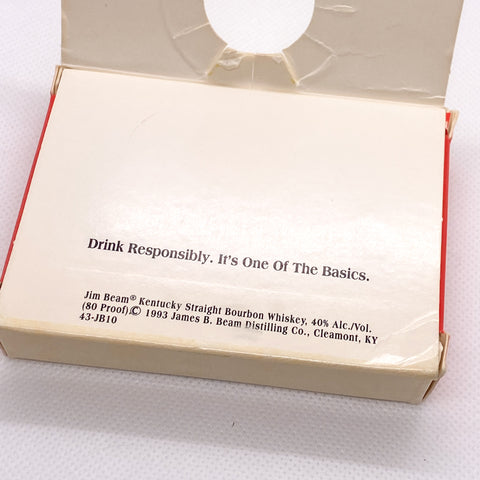 Drink Responsibly. It's One Of The Basics.
Jim Beam® Kentucky Straight Bourbon Whiskey, 40% Alc./Vol.
(80 Proof).© 1993 James B. Beam Distilling Co., Cleamont, KY
43-JB10